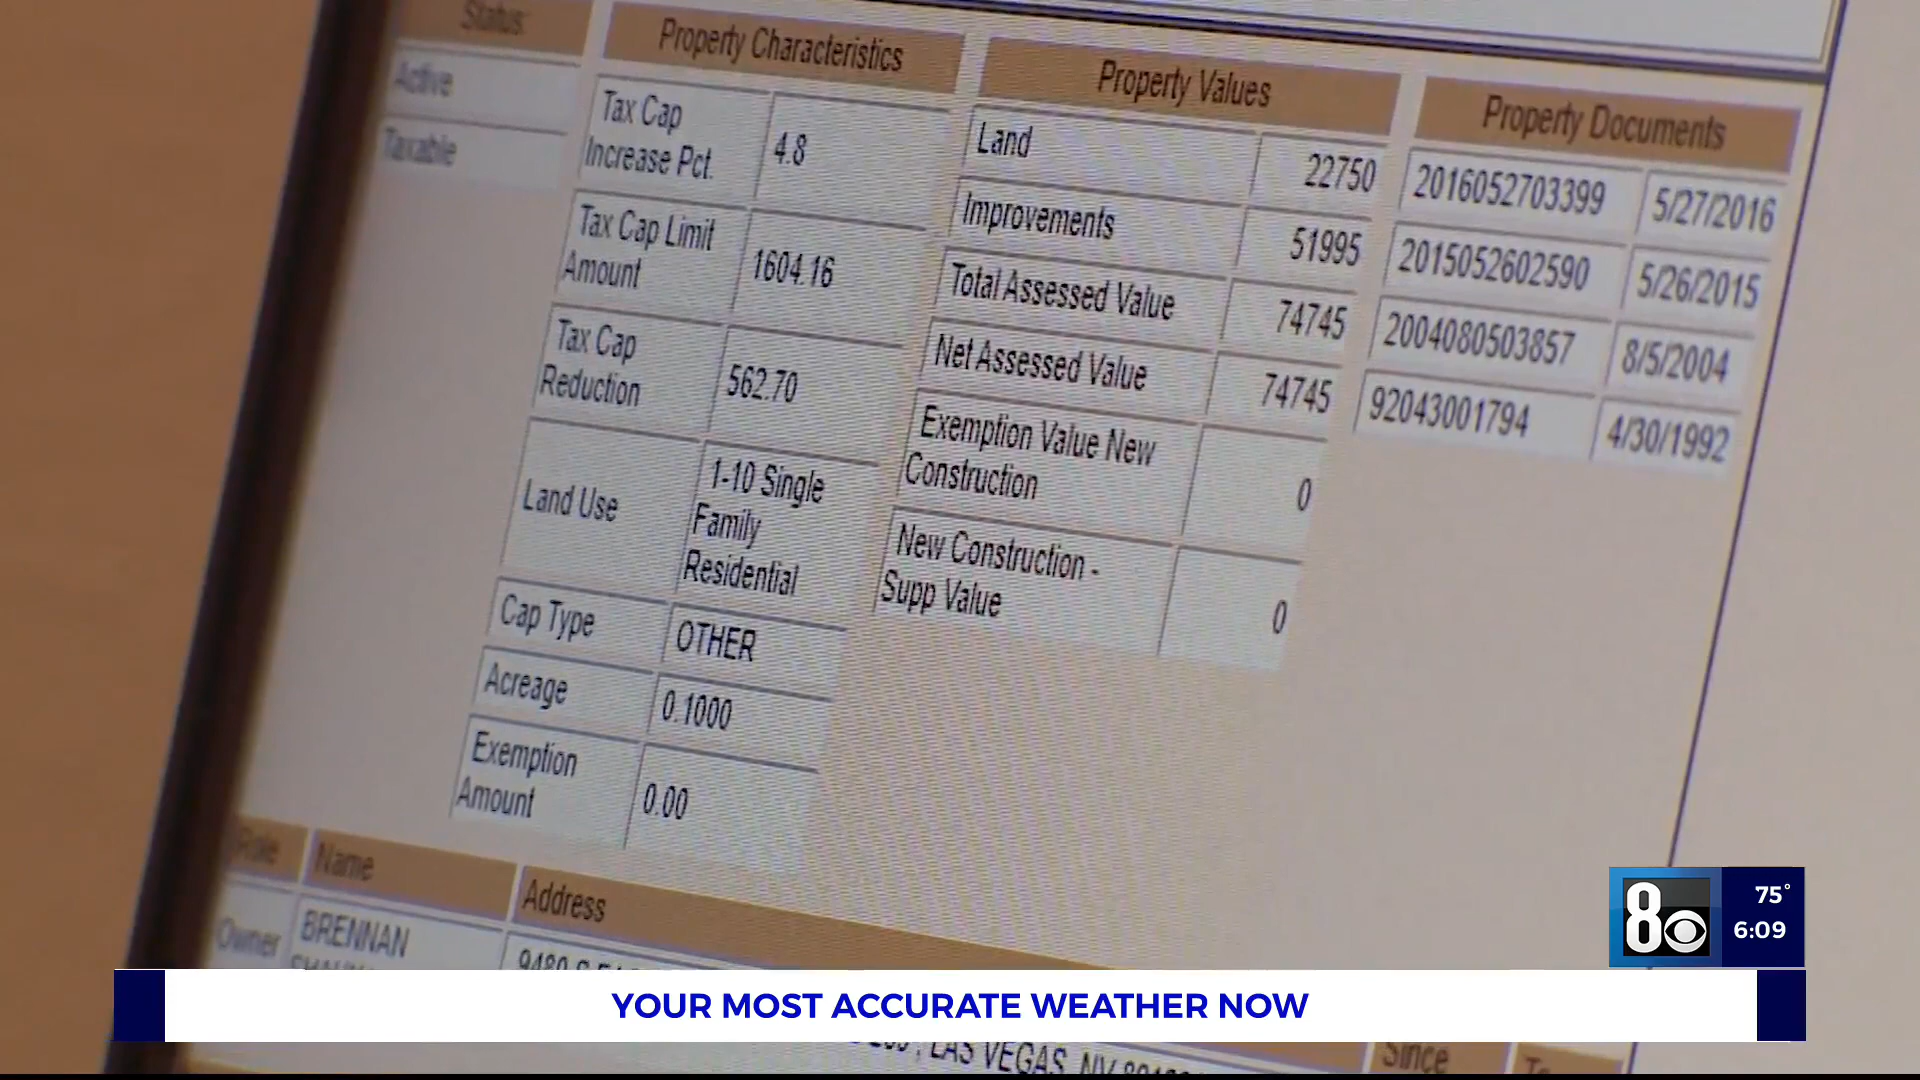 Status:
Active
Taxable
Property Characteristics
Tax Cap
Increase Pct.
4.8
Tax Cap Limit
Amount
1604.16
Tax Cap
Reduction
562.70
Land Use
1-10 Single
Family
Residential
Cap Type
OTHER
Acreage
0.1000
Exemption
Amount
0.00
Property Values
Land
22750
Improvements
51995
Total Assessed Value
74745
Net Assessed Value
74745
Exemption Value New
Construction
0
New Construction -
Supp Value
0
Property Documents
2016052703399 5/27/2016
2015052602590 5/26/2015
2004080503857 8/5/2004
92043001794 4/30/1992
Role Name Address
Owner BRENNAN
LAS VEGAS, NV
Since
To
8
75°
6:09
YOUR MOST ACCURATE WEATHER NOW